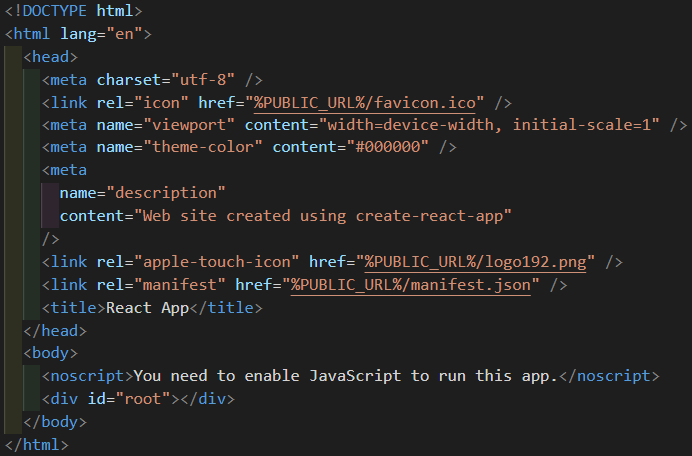 <!DOCTYPE html>
<html lang="en">
<head>
<meta charset="utf-8" />
<link rel="icon" href="%PUBLIC_URL%/favicon.ico" />
<meta name="viewport" content="width=device-width, initial-scale=1" />
<meta name="theme-color" content="#000000" />
<meta
name="description"
content="Web site created using create-react-app"
/>
<link rel="apple-touch-icon" href="%PUBLIC_URL%/logo192.png" />
<link rel="manifest" href="%PUBLIC_URL%/manifest.json" />
<title>React App</title>
</head>
<body>
<noscript>You need to enable JavaScript to run this app.</noscript>
<div id="root"></div>
</body>
</html>